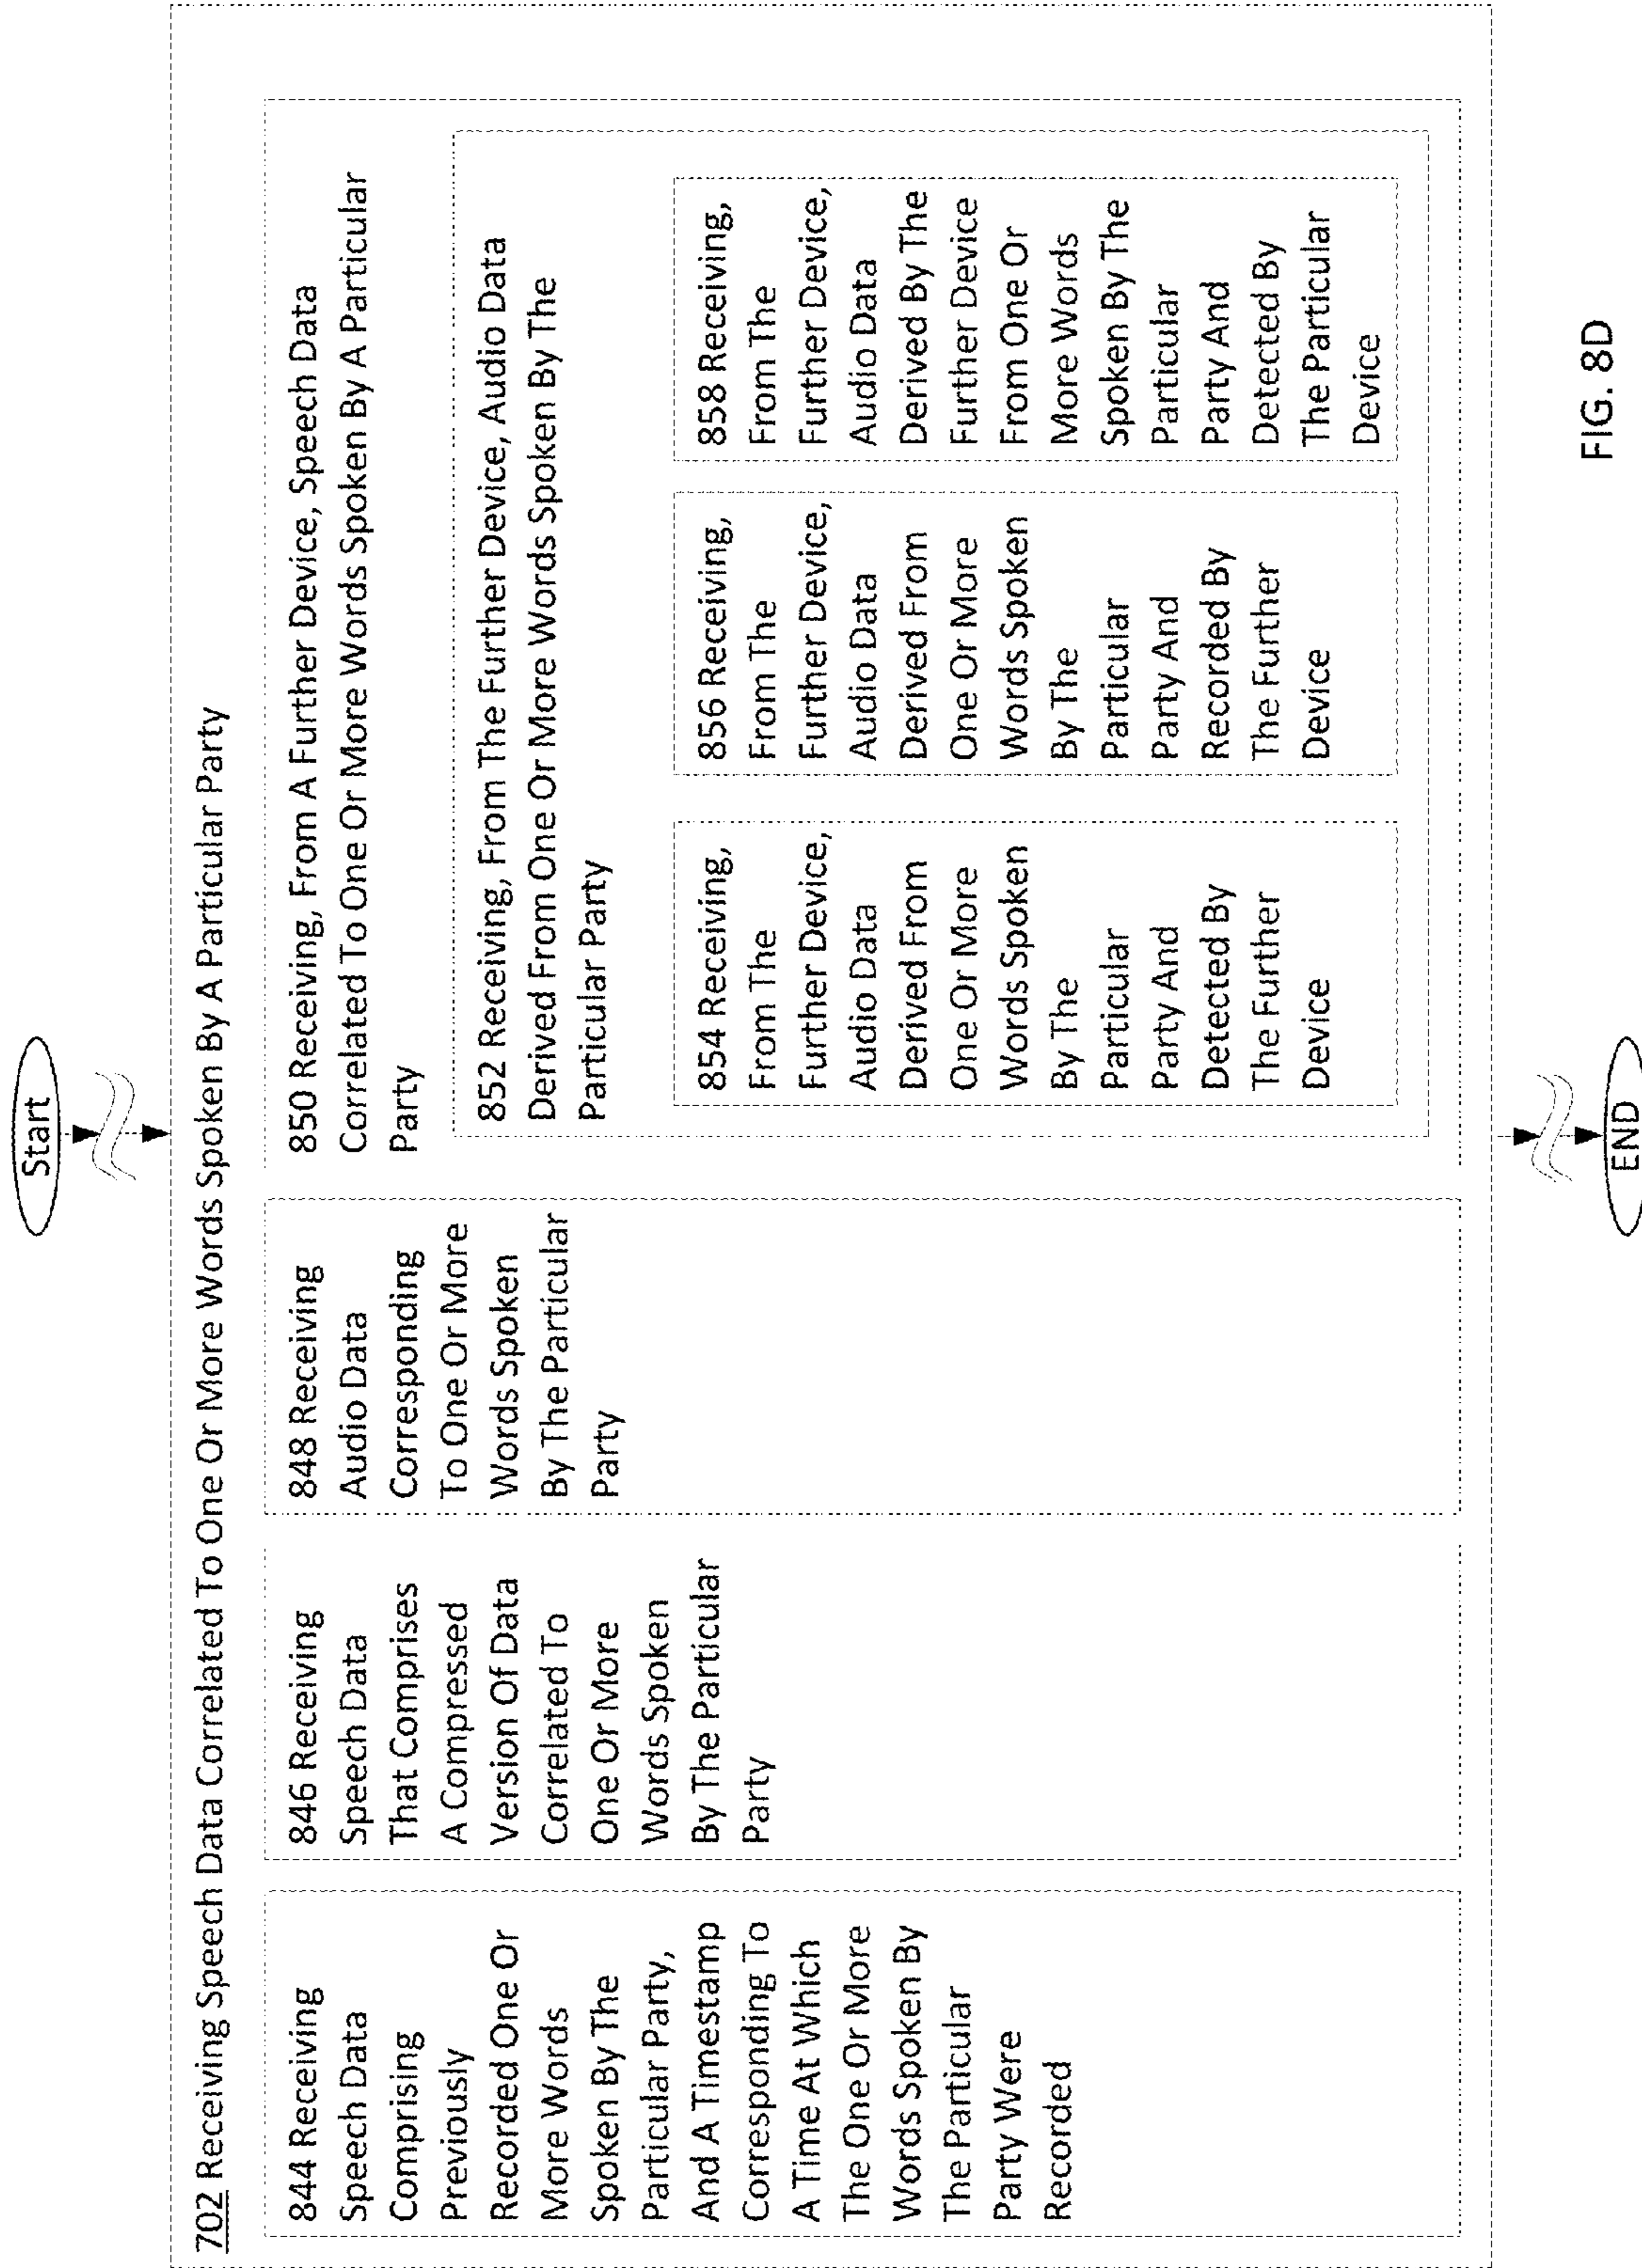 Start
702 Receiving Speech Data Correlated To One Or More Words Spoken By A Particular Party
844 Receiving
Speech Data
Comprising
Previously
Recorded One Or
More Words
Spoken By The
Particular Party,
And A Timestamp
Corresponding To
A Time At Which
The One Or More
Words Spoken By
The Particular
Party Were
Recorded
846 Receiving
Speech Data
That Comprises
A Compressed
Version Of Data
Correlated To
One Or More
Words Spoken
By The Particular
Party
848 Receiving
Audio Data
Corresponding
To One Or More
Words Spoken
By The Particular
Party
850 Receiving, From A Further Device, Speech Data
Correlated To One Or More Words Spoken By A Particular
Party
852 Receiving, From The Further Device, Audio Data
Derived From One Or More Words Spoken By The
Particular Party
854 Receiving,
From The
Further Device,
Audio Data
Derived From
One Or More
Words Spoken
By The
Particular
Party And
Detected By
The Further
Device
856 Receiving,
From The
Further Device,
Audio Data
Derived From
One Or More
Words Spoken
By The
Particular
Party And
Recorded By
The Further
Device
858 Receiving,
From The
Further Device,
Audio Data
Derived By The
Further Device
From One Or
More Words
Spoken By The
Particular
Party And
Detected By
The Particular
Device
END
FIG. 8D